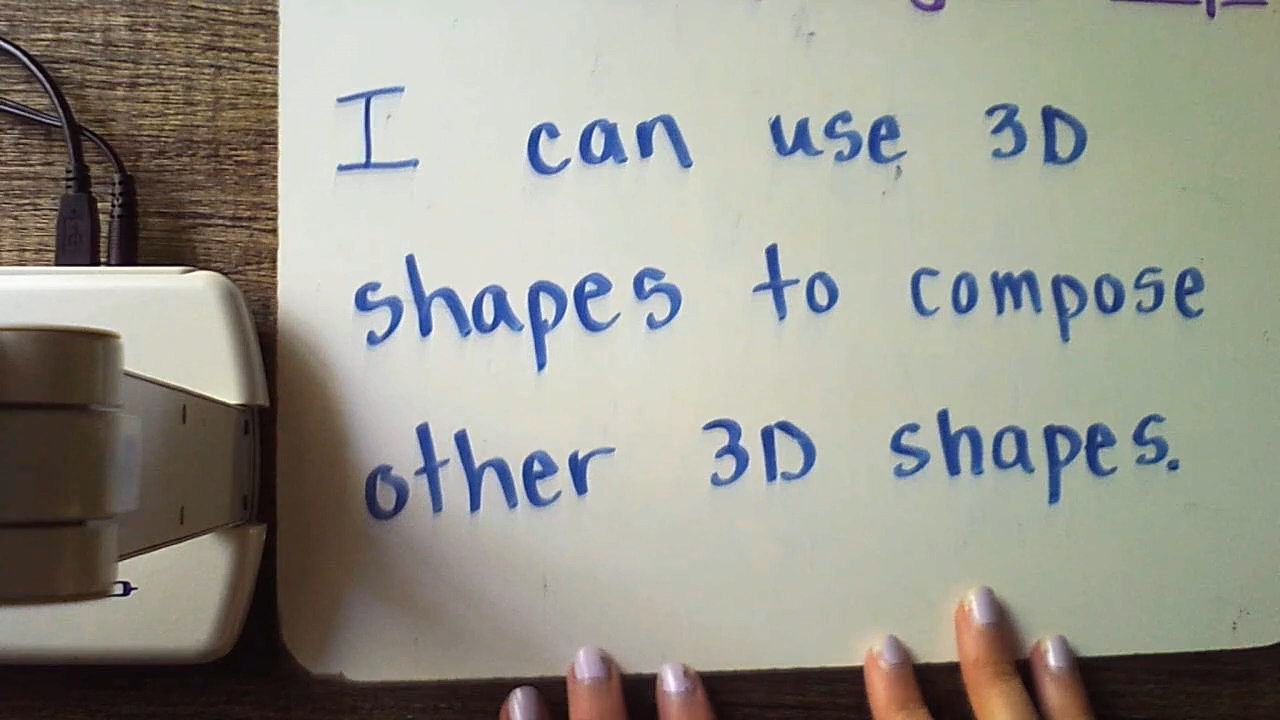 I can use 3D
shapes to compose
other 3D shapes.